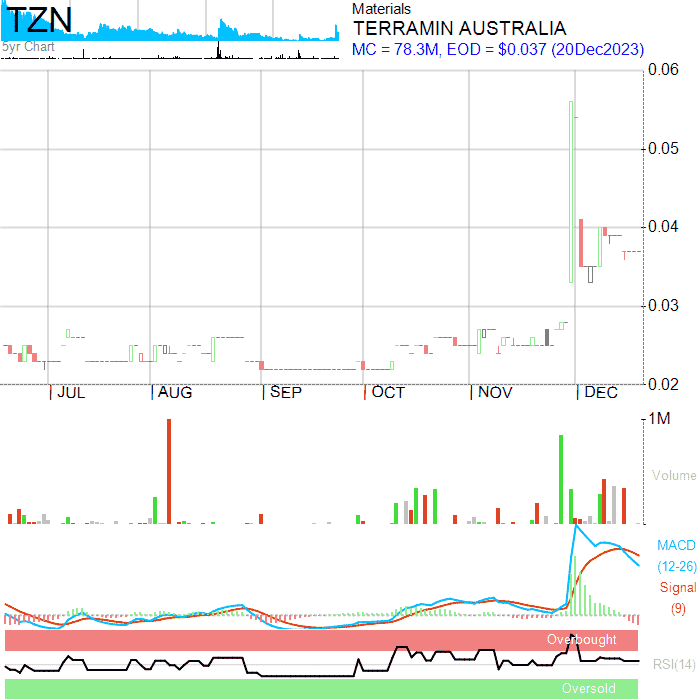 TZN
5yr Chart
Materials
TERRAMIN AUSTRALIA
MC = 78.3M, EOD = $0.037 (20Dec2023)
0.06
0.05
0.04
0.03
0.02
JUL AUG SEP OCT NOV DEC
1M
Volume
MACD
(12-26)
Signal
(9)
Overbought
RSI(14)
Oversold